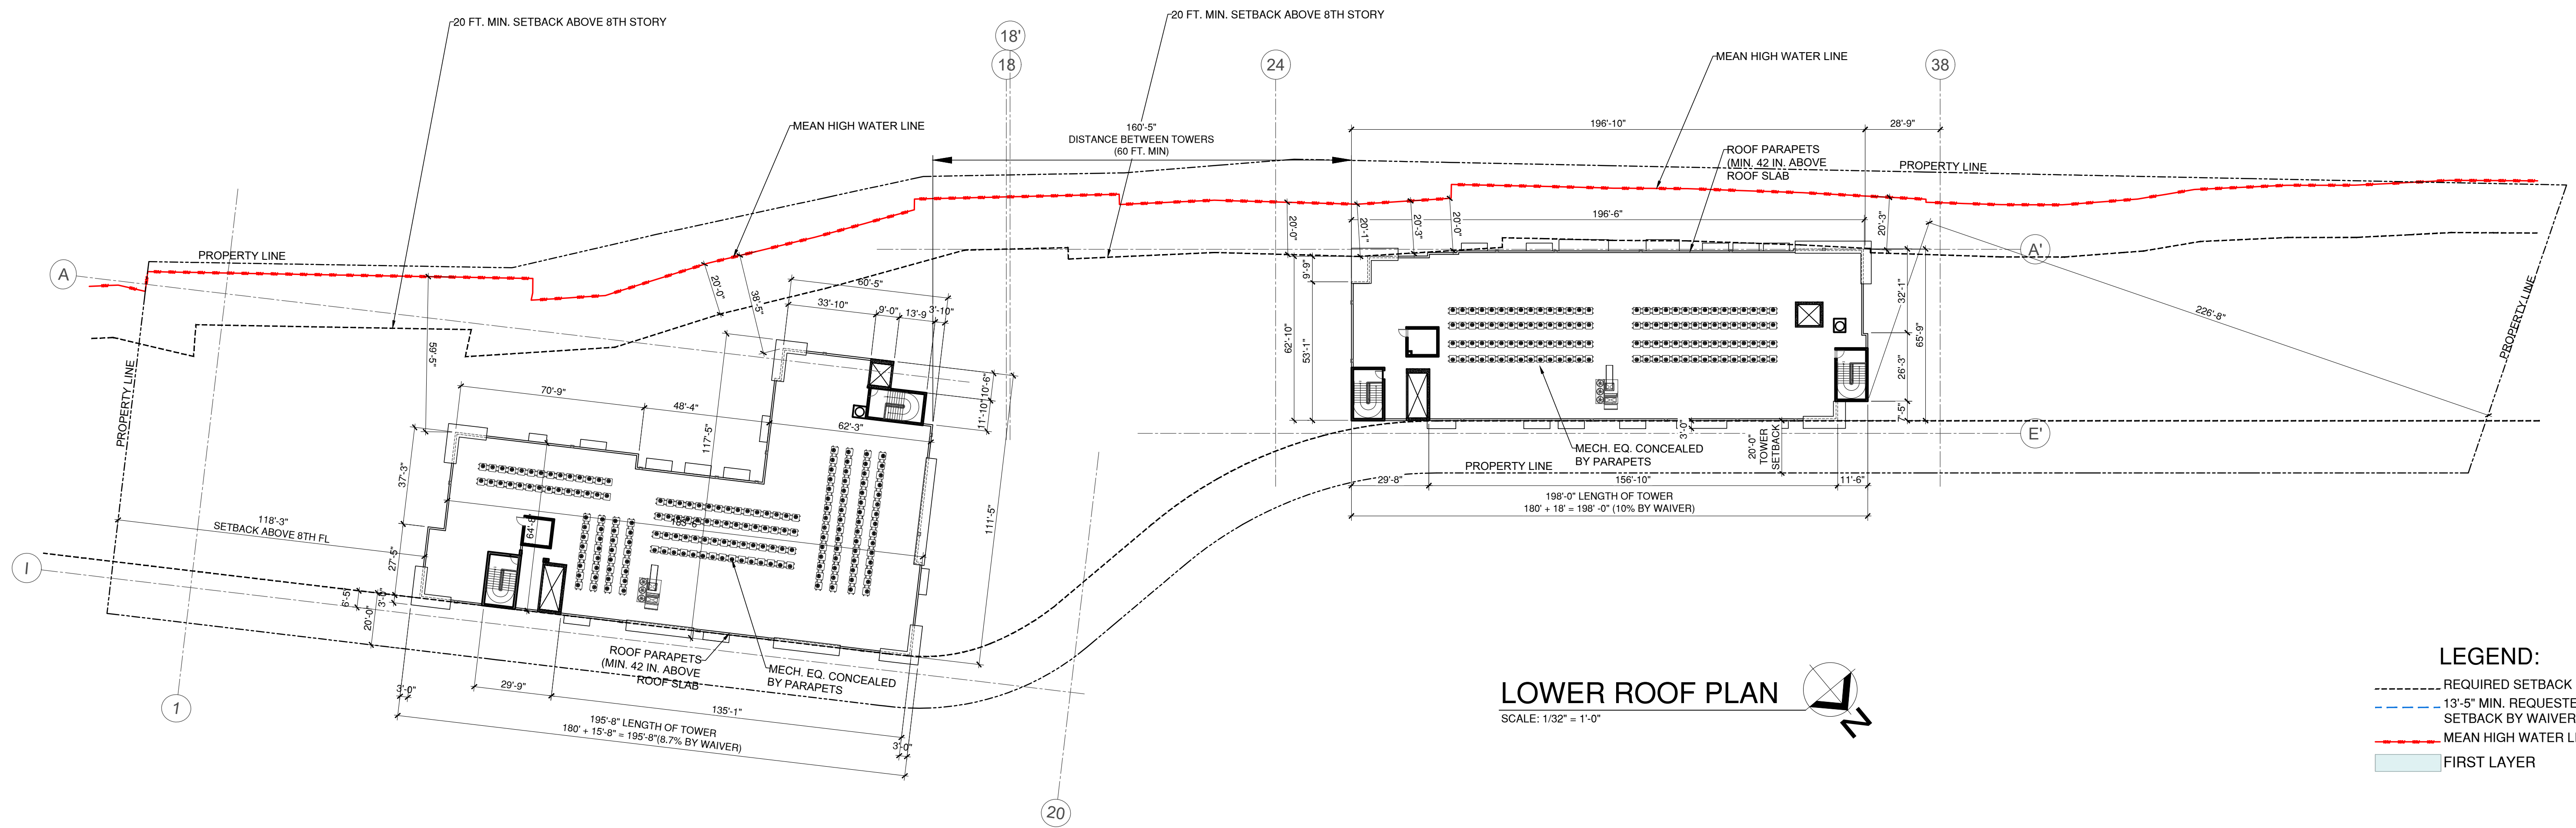 20 FT. MIN. SETBACK ABOVE 8TH STORY
18'
18
20 FT. MIN. SETBACK ABOVE 8TH STORY
24
38
MEAN HIGH WATER LINE
MEAN HIGH WATER LINE
160'-5"
DISTANCE BETWEEN TOWERS
(60 FT. MIN)
196'-10"
28'-9"
ROOF PARAPETS
(MIN. 42 IN. ABOVE
ROOF SLAB
PROPERTY LINE
196'-6"
20'-0"
20'-1"
20'-3"
20'-0"
20'-3"
PROPERTY LINE
A
A'
20'-0"
38'-5"
60'-5"
33'-10"
9'-0"
13'-9
3'-10"
59'-5"
9'-9"
62'-10"
53'-1"
32'-1"
65'-9"
26'-3"
7'-5"
226'-8"
PROPERTY LINE
PROPERTY LINE
70'-9"
48'-4"
117'-5"
62'-3"
10'-6"
11'-10"
111'-5"
37'-3"
64'-8"
183'-6"
118'-3"
SETBACK ABOVE 8TH FL
27'-5"
I
6'-5"
3'-0"
20'-0"
E'
MECH. EQ. CONCEALED
BY PARAPETS
3'-0"
20'-0"
TOWER
SETBACK
PROPERTY LINE
29'-8"
156'-10"
11'-6"
198'-0" LENGTH OF TOWER
180' + 18' = 198' -0" (10% BY WAIVER)
ROOF PARAPETS
(MIN. 42 IN. ABOVE
ROOF SLAB
MECH. EQ. CONCEALED
BY PARAPETS
3'-0"
29'-9"
135'-1"
195'-8" LENGTH OF TOWER
180' + 15'-8" = 195'-8"(8.7% BY WAIVER)
3'-0"
1
20
LOWER ROOF PLAN
SCALE: 1/32" = 1'-0"
N
LEGEND:
REQUIRED SETBACK
13'-5" MIN. REQUESTE
SETBACK BY WAIVER
MEAN HIGH WATER L
FIRST LAYER